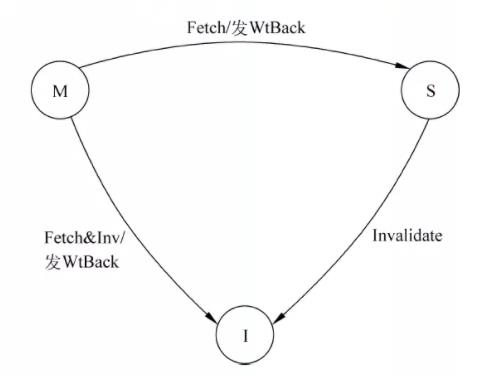 Fetch/发WtBack
M
S
Fetch&Inv/
发WtBack
Invalidate
I